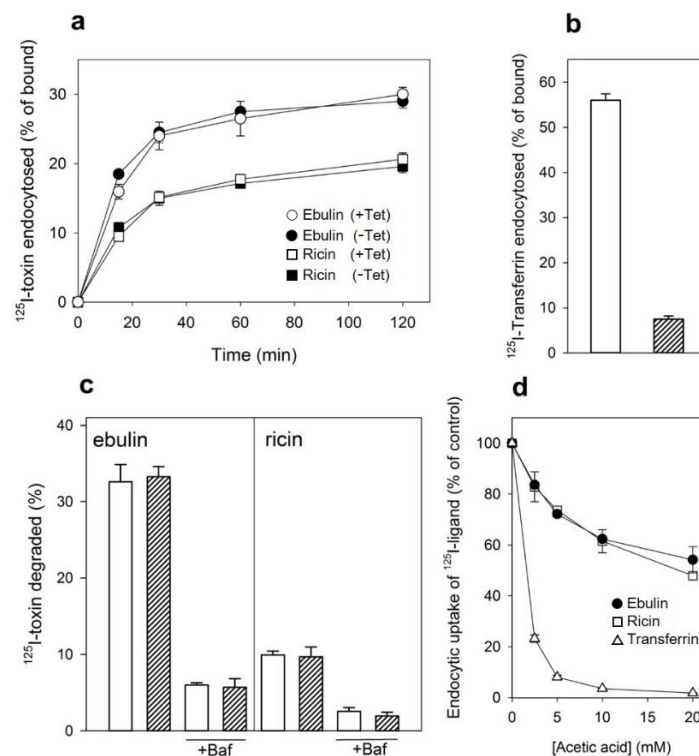 a
¹²⁵I-toxin endocytosed (% of bound)
30
20
10
0
0 20 40 60 80 100 120
Time (min)
Ebulin (+Tet)
Ebulin (−Tet)
Ricin (+Tet)
Ricin (−Tet)
b
¹²⁵I-Transferrin endocytosed (% of bound)
60
50
40
30
20
10
0
c
¹²⁵I-toxin degraded (%)
40
30
20
10
0
ebulin ricin
+Baf +Baf
d
Endocytic uptake of ¹²⁵I-ligand (% of control)
100
80
60
40
20
0
Ebulin
Ricin
Transferrin
0 5 10 15 20
[Acetic acid] (mM)